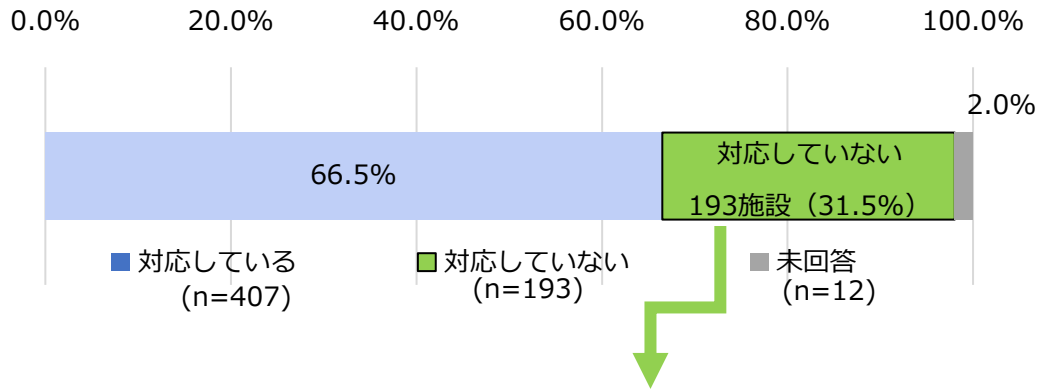 0.0% 20.0% 40.0% 60.0% 80.0% 100.0%
2.0%
66.5%
対応していない
193施設（31.5%）
対応している
(n=407)
対応していない
(n=193)
未回答
(n=12)